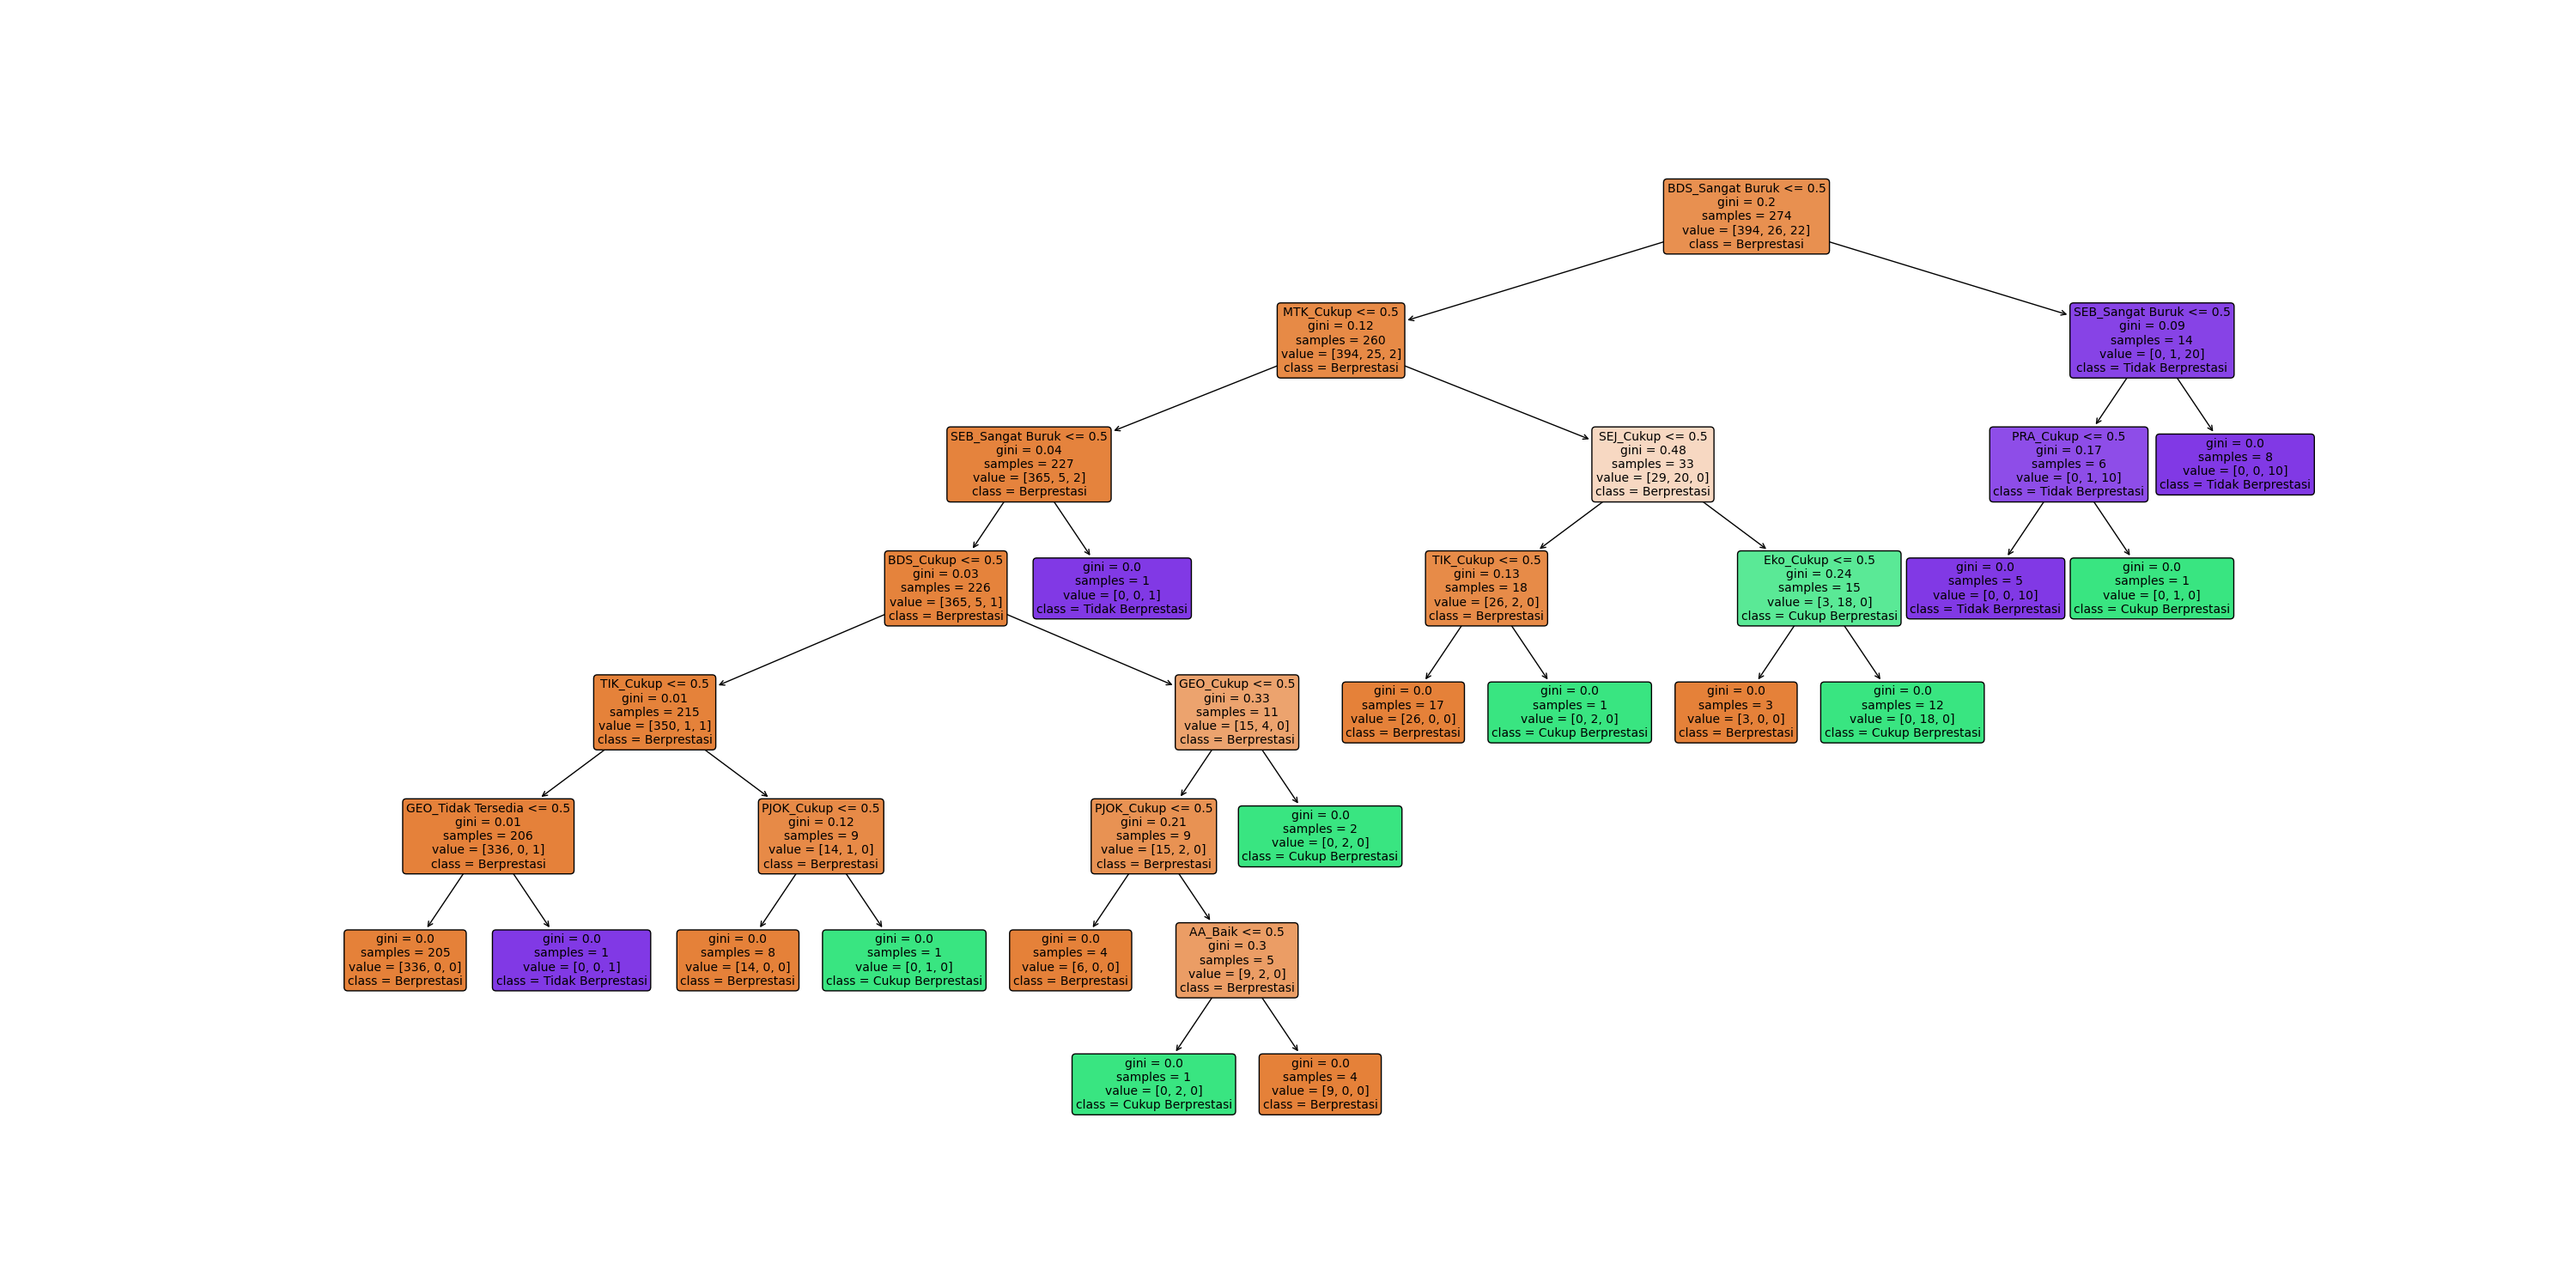 BDS_Sangat Buruk <= 0.5
gini = 0.2
samples = 274
value = [394, 26, 22]
class = Berprestasi
MTK_Cukup <= 0.5
gini = 0.12
samples = 260
value = [394, 25, 2]
class = Berprestasi
SEB_Sangat Buruk <= 0.5
gini = 0.09
samples = 14
value = [0, 1, 20]
class = Tidak Berprestasi
SEB_Sangat Buruk <= 0.5
gini = 0.04
samples = 227
value = [365, 5, 2]
class = Berprestasi
SEJ_Cukup <= 0.5
gini = 0.48
samples = 33
value = [29, 20, 0]
class = Berprestasi
PRA_Cukup <= 0.5
gini = 0.17
samples = 6
value = [0, 1, 10]
class = Tidak Berprestasi
gini = 0.0
samples = 8
value = [0, 0, 10]
class = Tidak Berprestasi
BDS_Cukup <= 0.5
gini = 0.03
samples = 226
value = [365, 5, 1]
class = Berprestasi
gini = 0.0
samples = 1
value = [0, 0, 1]
class = Tidak Berprestasi
TIK_Cukup <= 0.5
gini = 0.13
samples = 18
value = [26, 2, 0]
class = Berprestasi
Eko_Cukup <= 0.5
gini = 0.24
samples = 15
value = [3, 18, 0]
class = Cukup Berprestasi
gini = 0.0
samples = 5
value = [0, 0, 10]
class = Tidak Berprestasi
gini = 0.0
samples = 1
value = [0, 1, 0]
class = Cukup Berprestasi
TIK_Cukup <= 0.5
gini = 0.01
samples = 215
value = [350, 1, 1]
class = Berprestasi
GEO_Cukup <= 0.5
gini = 0.33
samples = 11
value = [15, 4, 0]
class = Berprestasi
gini = 0.0
samples = 17
value = [26, 0, 0]
class = Berprestasi
gini = 0.0
samples = 1
value = [0, 2, 0]
class = Cukup Berprestasi
gini = 0.0
samples = 3
value = [3, 0, 0]
class = Berprestasi
gini = 0.0
samples = 12
value = [0, 18, 0]
class = Cukup Berprestasi
GEO_Tidak Tersedia <= 0.5
gini = 0.01
samples = 206
value = [336, 0, 1]
class = Berprestasi
PJOK_Cukup <= 0.5
gini = 0.12
samples = 9
value = [14, 1, 0]
class = Berprestasi
PJOK_Cukup <= 0.5
gini = 0.21
samples = 9
value = [15, 2, 0]
class = Berprestasi
gini = 0.0
samples = 2
value = [0, 2, 0]
class = Cukup Berprestasi
gini = 0.0
samples = 205
value = [336, 0, 0]
class = Berprestasi
gini = 0.0
samples = 1
value = [0, 0, 1]
class = Tidak Berprestasi
gini = 0.0
samples = 8
value = [14, 0, 0]
class = Berprestasi
gini = 0.0
samples = 1
value = [0, 1, 0]
class = Cukup Berprestasi
gini = 0.0
samples = 4
value = [6, 0, 0]
class = Berprestasi
AA_Baik <= 0.5
gini = 0.3
samples = 5
value = [9, 2, 0]
class = Berprestasi
gini = 0.0
samples = 1
value = [0, 2, 0]
class = Cukup Berprestasi
gini = 0.0
samples = 4
value = [9, 0, 0]
class = Berprestasi